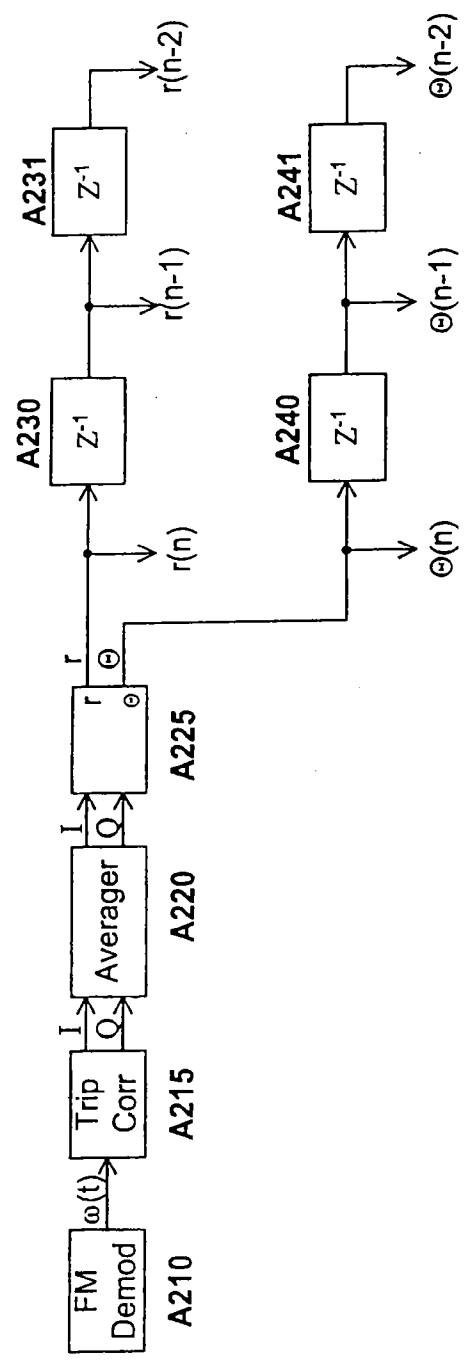 FM
Demod
A210
ω(t)
Trip
Corr
A215
I
Q
Averager
A220
I
Q
r
Θ
A225
r
Θ
r(n)
A230
Z⁻¹
r(n-1)
A231
Z⁻¹
r(n-2)
Θ(n)
A240
Z⁻¹
Θ(n-1)
A241
Z⁻¹
Θ(n-2)